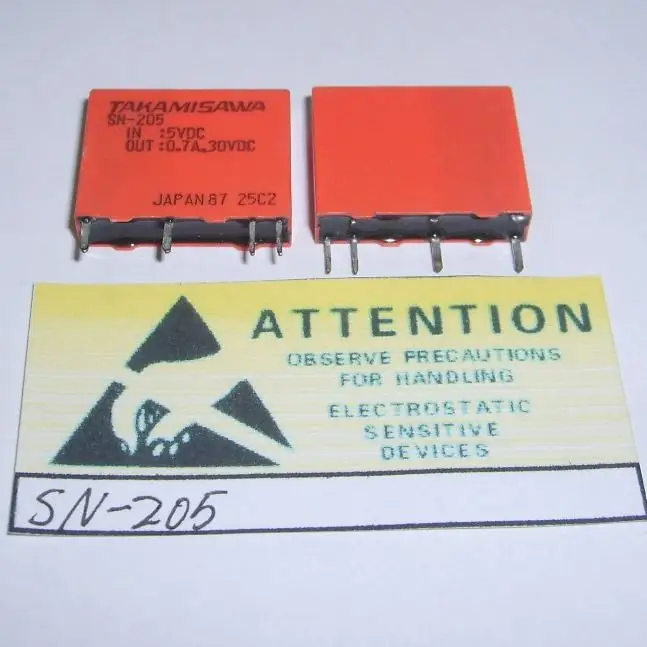 TAKAMISAWA
SN-205
IN :5VDC
OUT :0.7A.30VDC
JAPAN 87 25C2
ATTENTION
OBSERVE PRECAUTIONS
FOR HANDLING
ELECTROSTATIC
SENSITIVE
DEVICES
SN-205